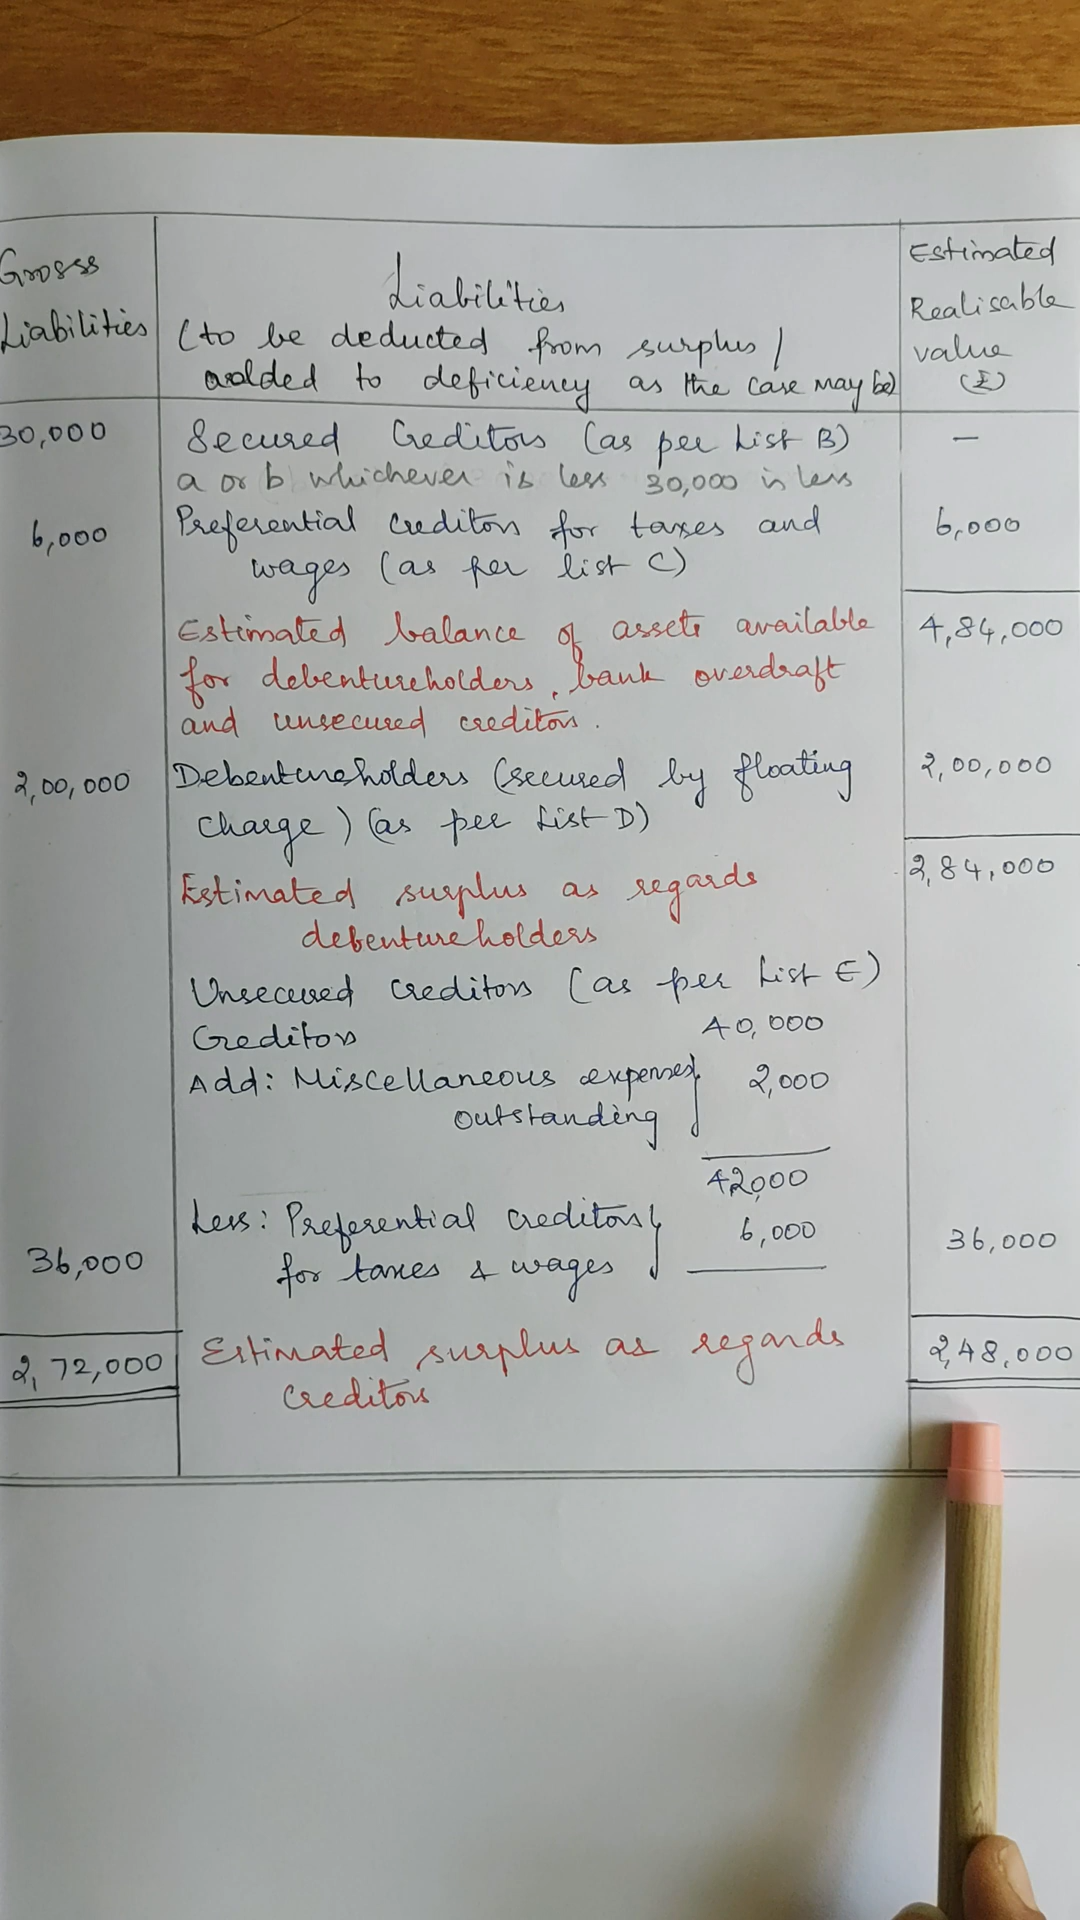 Grosss Liabilities
Liabilities
(to be deducted from surplus /
added to deficiency as the case may be)
Estimated
Realisable
value
(₹)
30,000 Secured Creditors (as per List B) –
a or b whichever is less 30,000 is less
6,000 Preferential creditors for taxes and 6,000
wages (as per list C)
Estimated balance of assets available 4,84,000
for debentureholders, bank overdraft
and unsecured creditors.
2,00,000 Debentureholders (secured by floating 2,00,000
charge) (as per List D)
Estimated surplus as regards 2,84,000
debentureholders
Unsecured creditors (as per List E)
Creditors 40,000
Add: Miscellaneous expenses 2,000
outstanding
42,000
Less: Preferential creditors 6,000
36,000 for taxes & wages 36,000
2,72,000 Estimated surplus as regards 2,48,000
Creditors